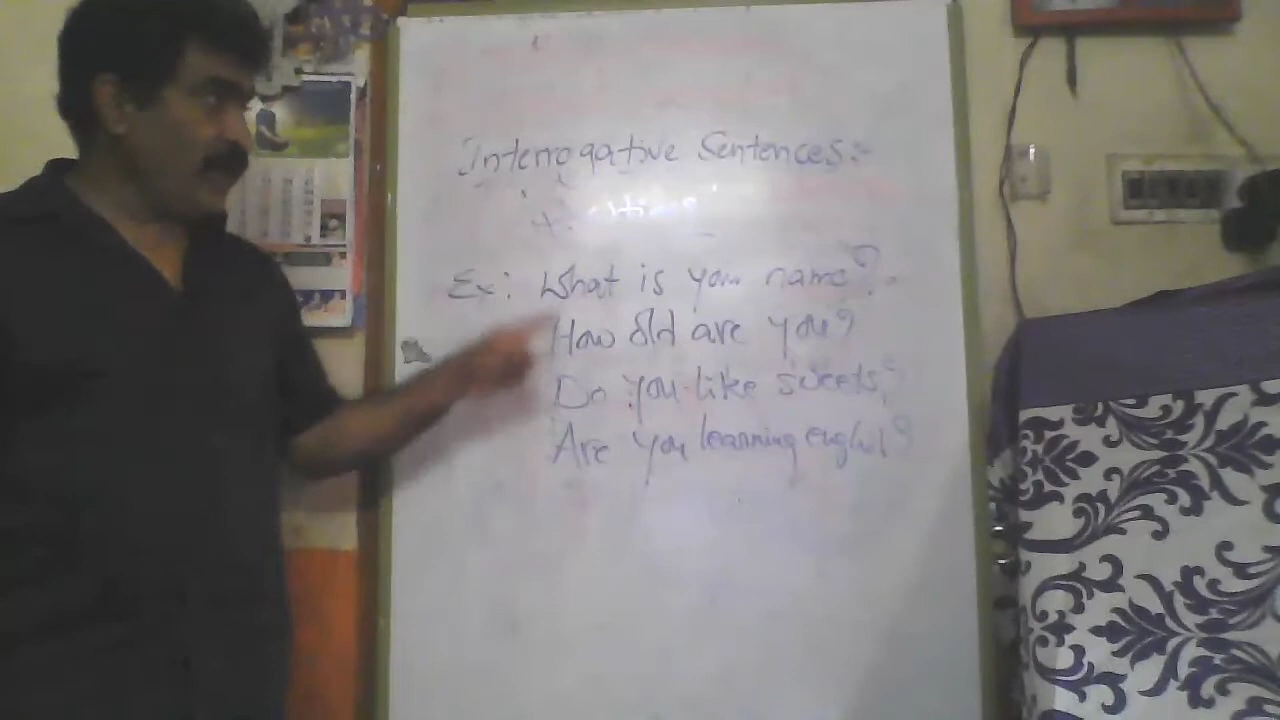 Interrogative Sentences:-
Ex: What is your name?
How old are you?
Do you like sweets?
Are you learning english?